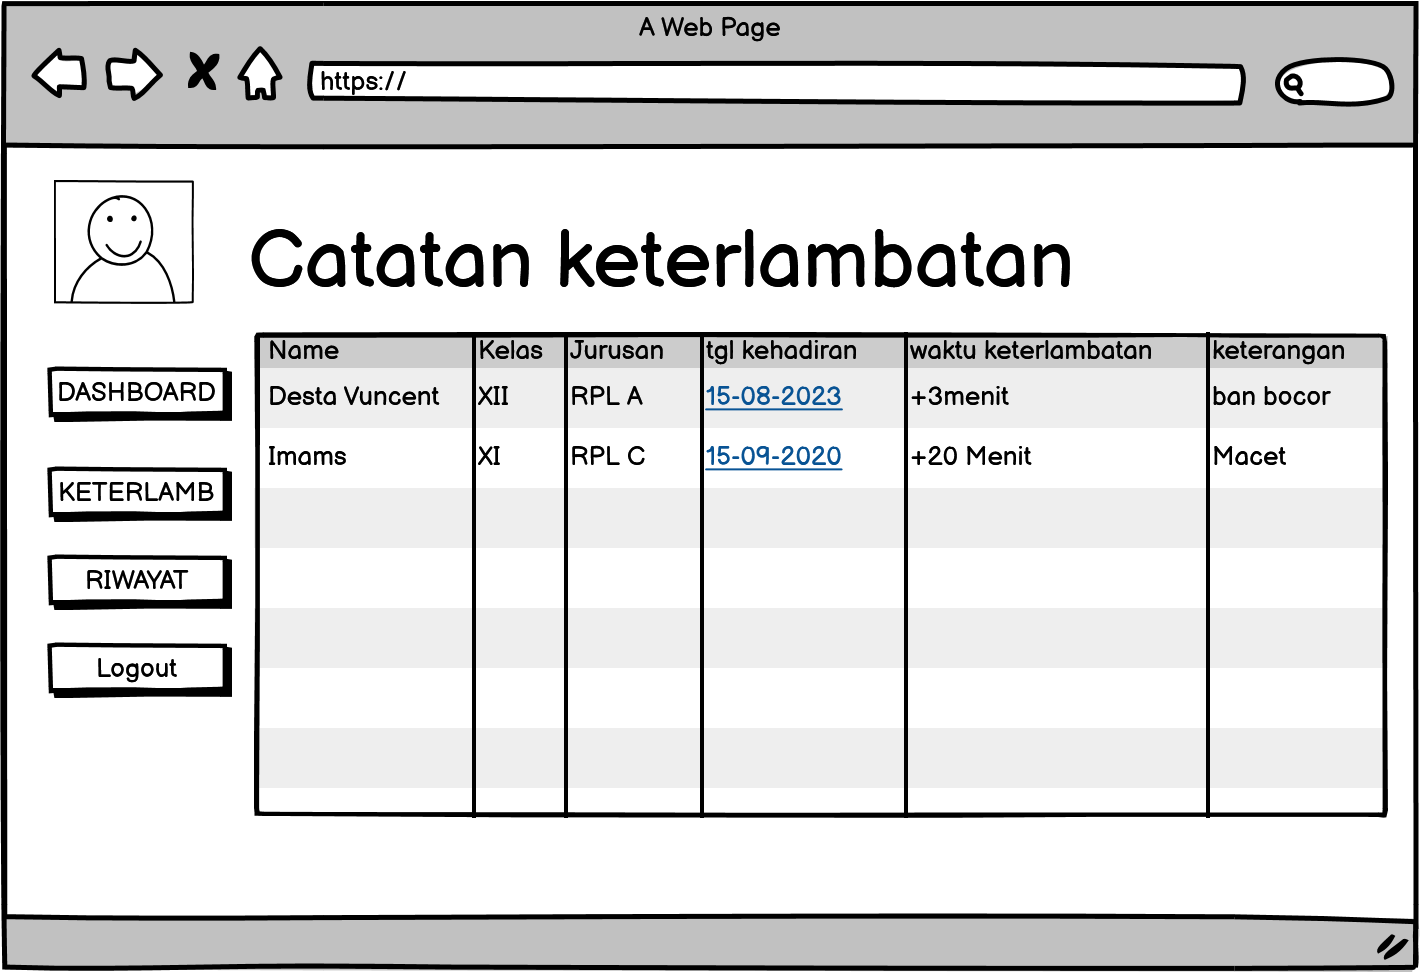 A Web Page
https://
Catatan keterlambatan
Name Kelas Jurusan tgl kehadiran waktu keterlambatan keterangan
Desta Vuncent XII RPL A 15-08-2023 +3menit ban bocor
Imams XI RPL C 15-09-2020 +20 Menit Macet
DASHBOARD
KETERLAMB
RIWAYAT
Logout